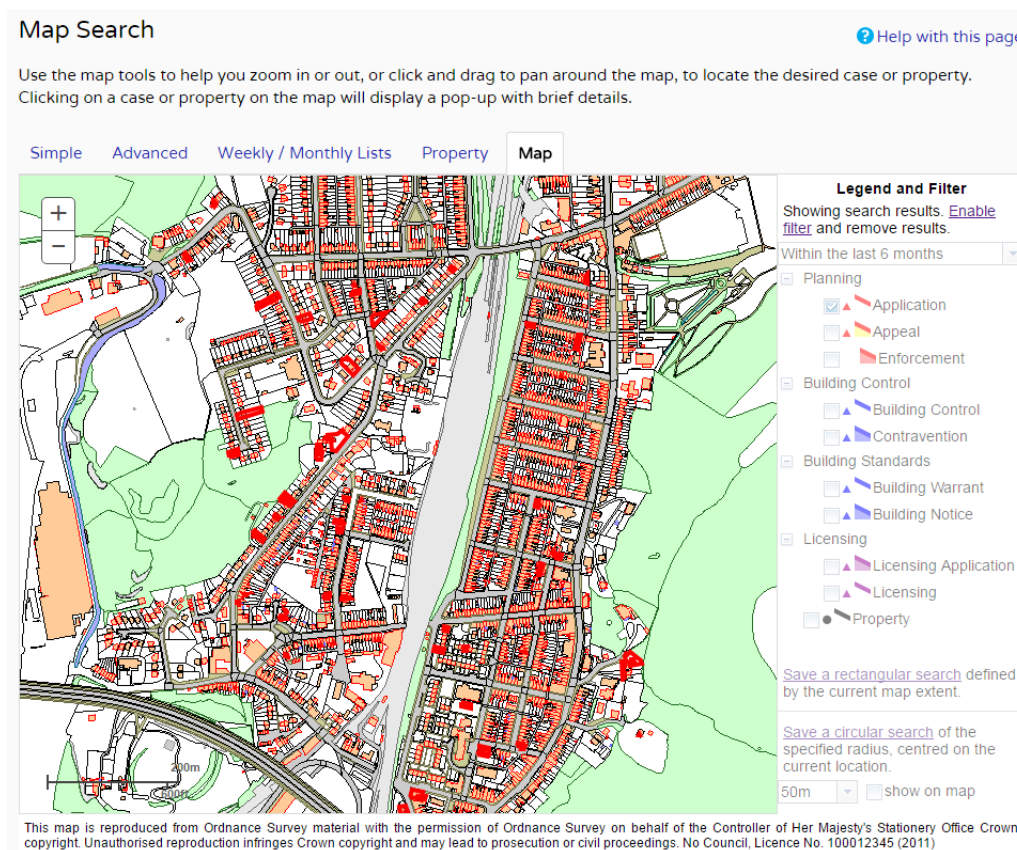 Map Search
Help with this page
Use the map tools to help you zoom in or out, or click and drag to pan around the map, to locate the desired case or property.
Clicking on a case or property on the map will display a pop-up with brief details.
Simple Advanced Weekly / Monthly Lists Property Map
+
−
200m
500ft
Legend and Filter
Showing search results. Enable
filter and remove results.
Within the last 6 months
Planning
Application
Appeal
Enforcement
Building Control
Building Control
Contravention
Building Standards
Building Warrant
Building Notice
Licensing
Licensing Application
Licensing
Property
Save a rectangular search defined
by the current map extent.
Save a circular search of the
specified radius, centred on the
current location.
50m show on map
This map is reproduced from Ordnance Survey material with the permission of Ordnance Survey on behalf of the Controller of Her Majesty's Stationery Office Crown
copyright. Unauthorised reproduction infringes Crown copyright and may lead to prosecution or civil proceedings. No Council, Licence No. 100012345 (2011)